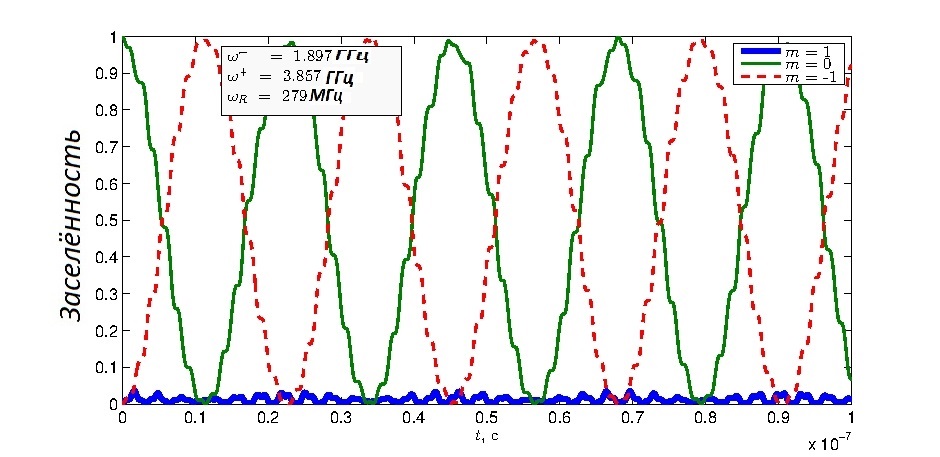 ω⁻ = 1.897 ГГц
ω⁺ = 3.857 ГГц
ω_R = 279 МГц
m = 1
m = 0
m = -1
Заселённость
1
0.9
0.8
0.7
0.6
0.5
0.4
0.3
0.2
0.1
0
0 0.1 0.2 0.3 0.4 0.5 0.6 0.7 0.8 0.9 1
t, с
x 10⁻⁷